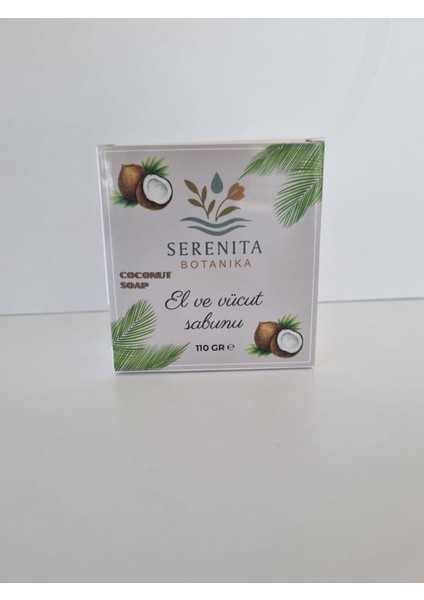 SERENITA
BOTANIKA
COCONUT
SOAP
El ve vücut
sabunu
110 GR ℮